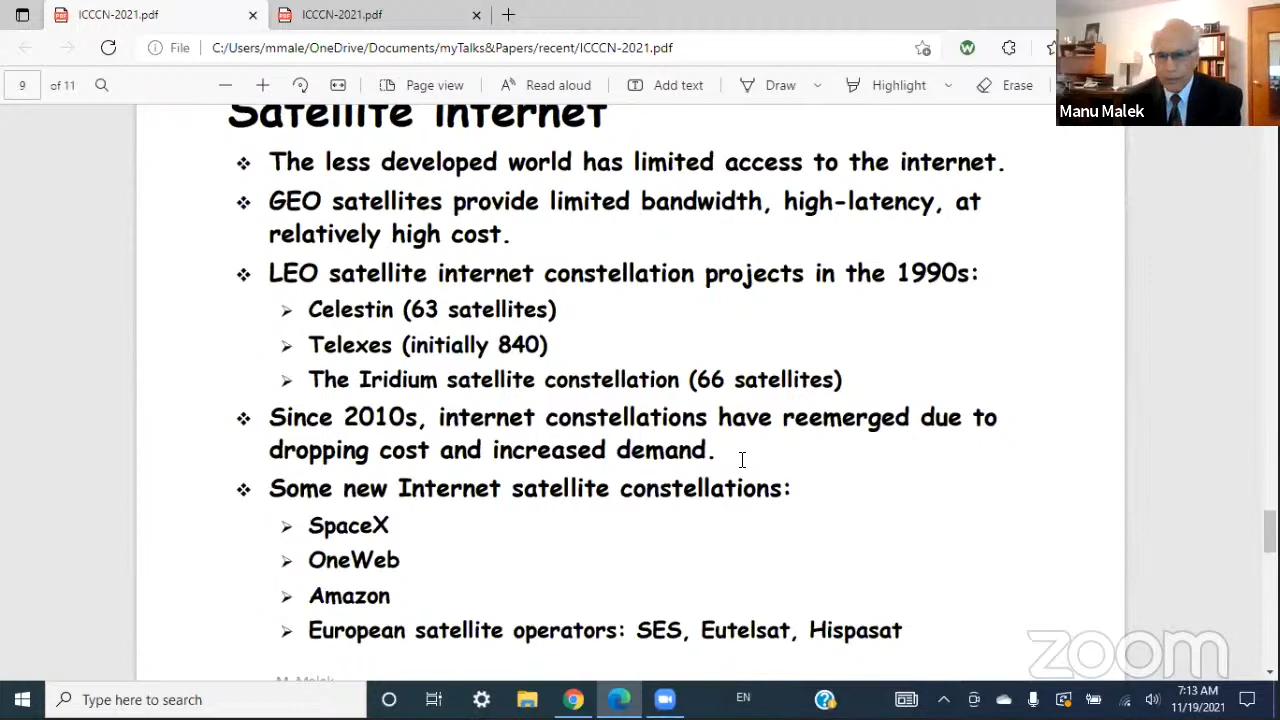 ICCCN-2021.pdf
ICCCN-2021.pdf
File C:/Users/mmale/OneDrive/Documents/myTalks&Papers/recent/ICCCN-2021.pdf
9 of 11 Page view Read aloud Add text Draw Highlight Erase
Manu Malek
Satellite Internet
The less developed world has limited access to the internet.
GEO satellites provide limited bandwidth, high-latency, at
relatively high cost.
LEO satellite internet constellation projects in the 1990s:
Celestin (63 satellites)
Telexes (initially 840)
The Iridium satellite constellation (66 satellites)
Since 2010s, internet constellations have reemerged due to
dropping cost and increased demand.
Some new Internet satellite constellations:
SpaceX
OneWeb
Amazon
European satellite operators: SES, Eutelsat, Hispasat
M. Malek
zoom
Type here to search
EN
7:13 AM
11/19/2021